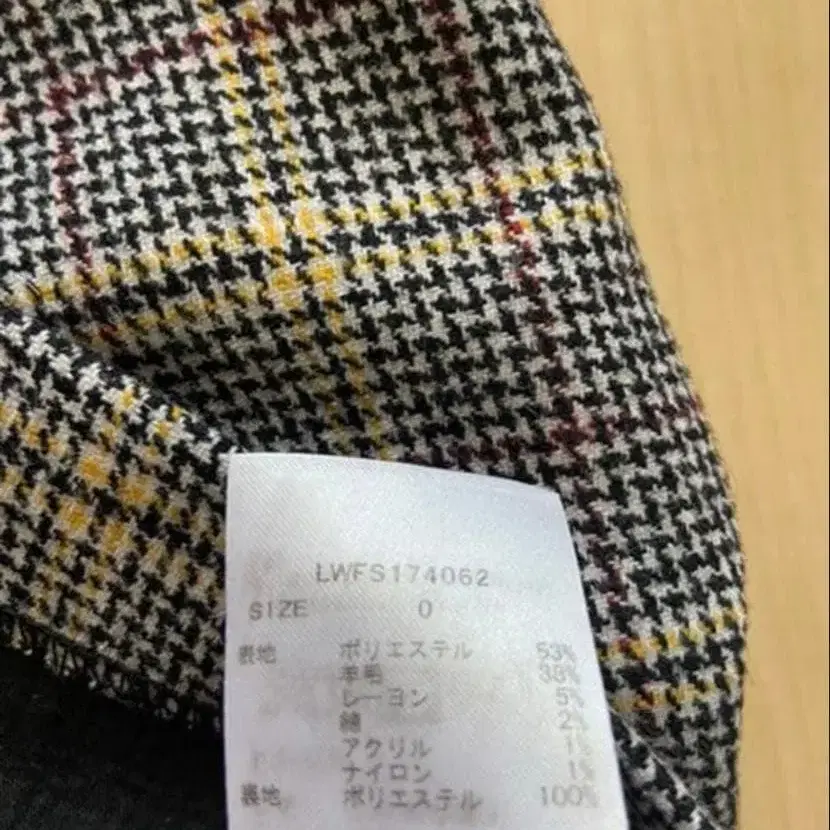 LWFS174062
SIZE 0
表地 ポリエステル 53%
羊毛 38%
レーヨン 5%
綿 2%
アクリル 1%
ナイロン 1%
裏地 ポリエステル 100%